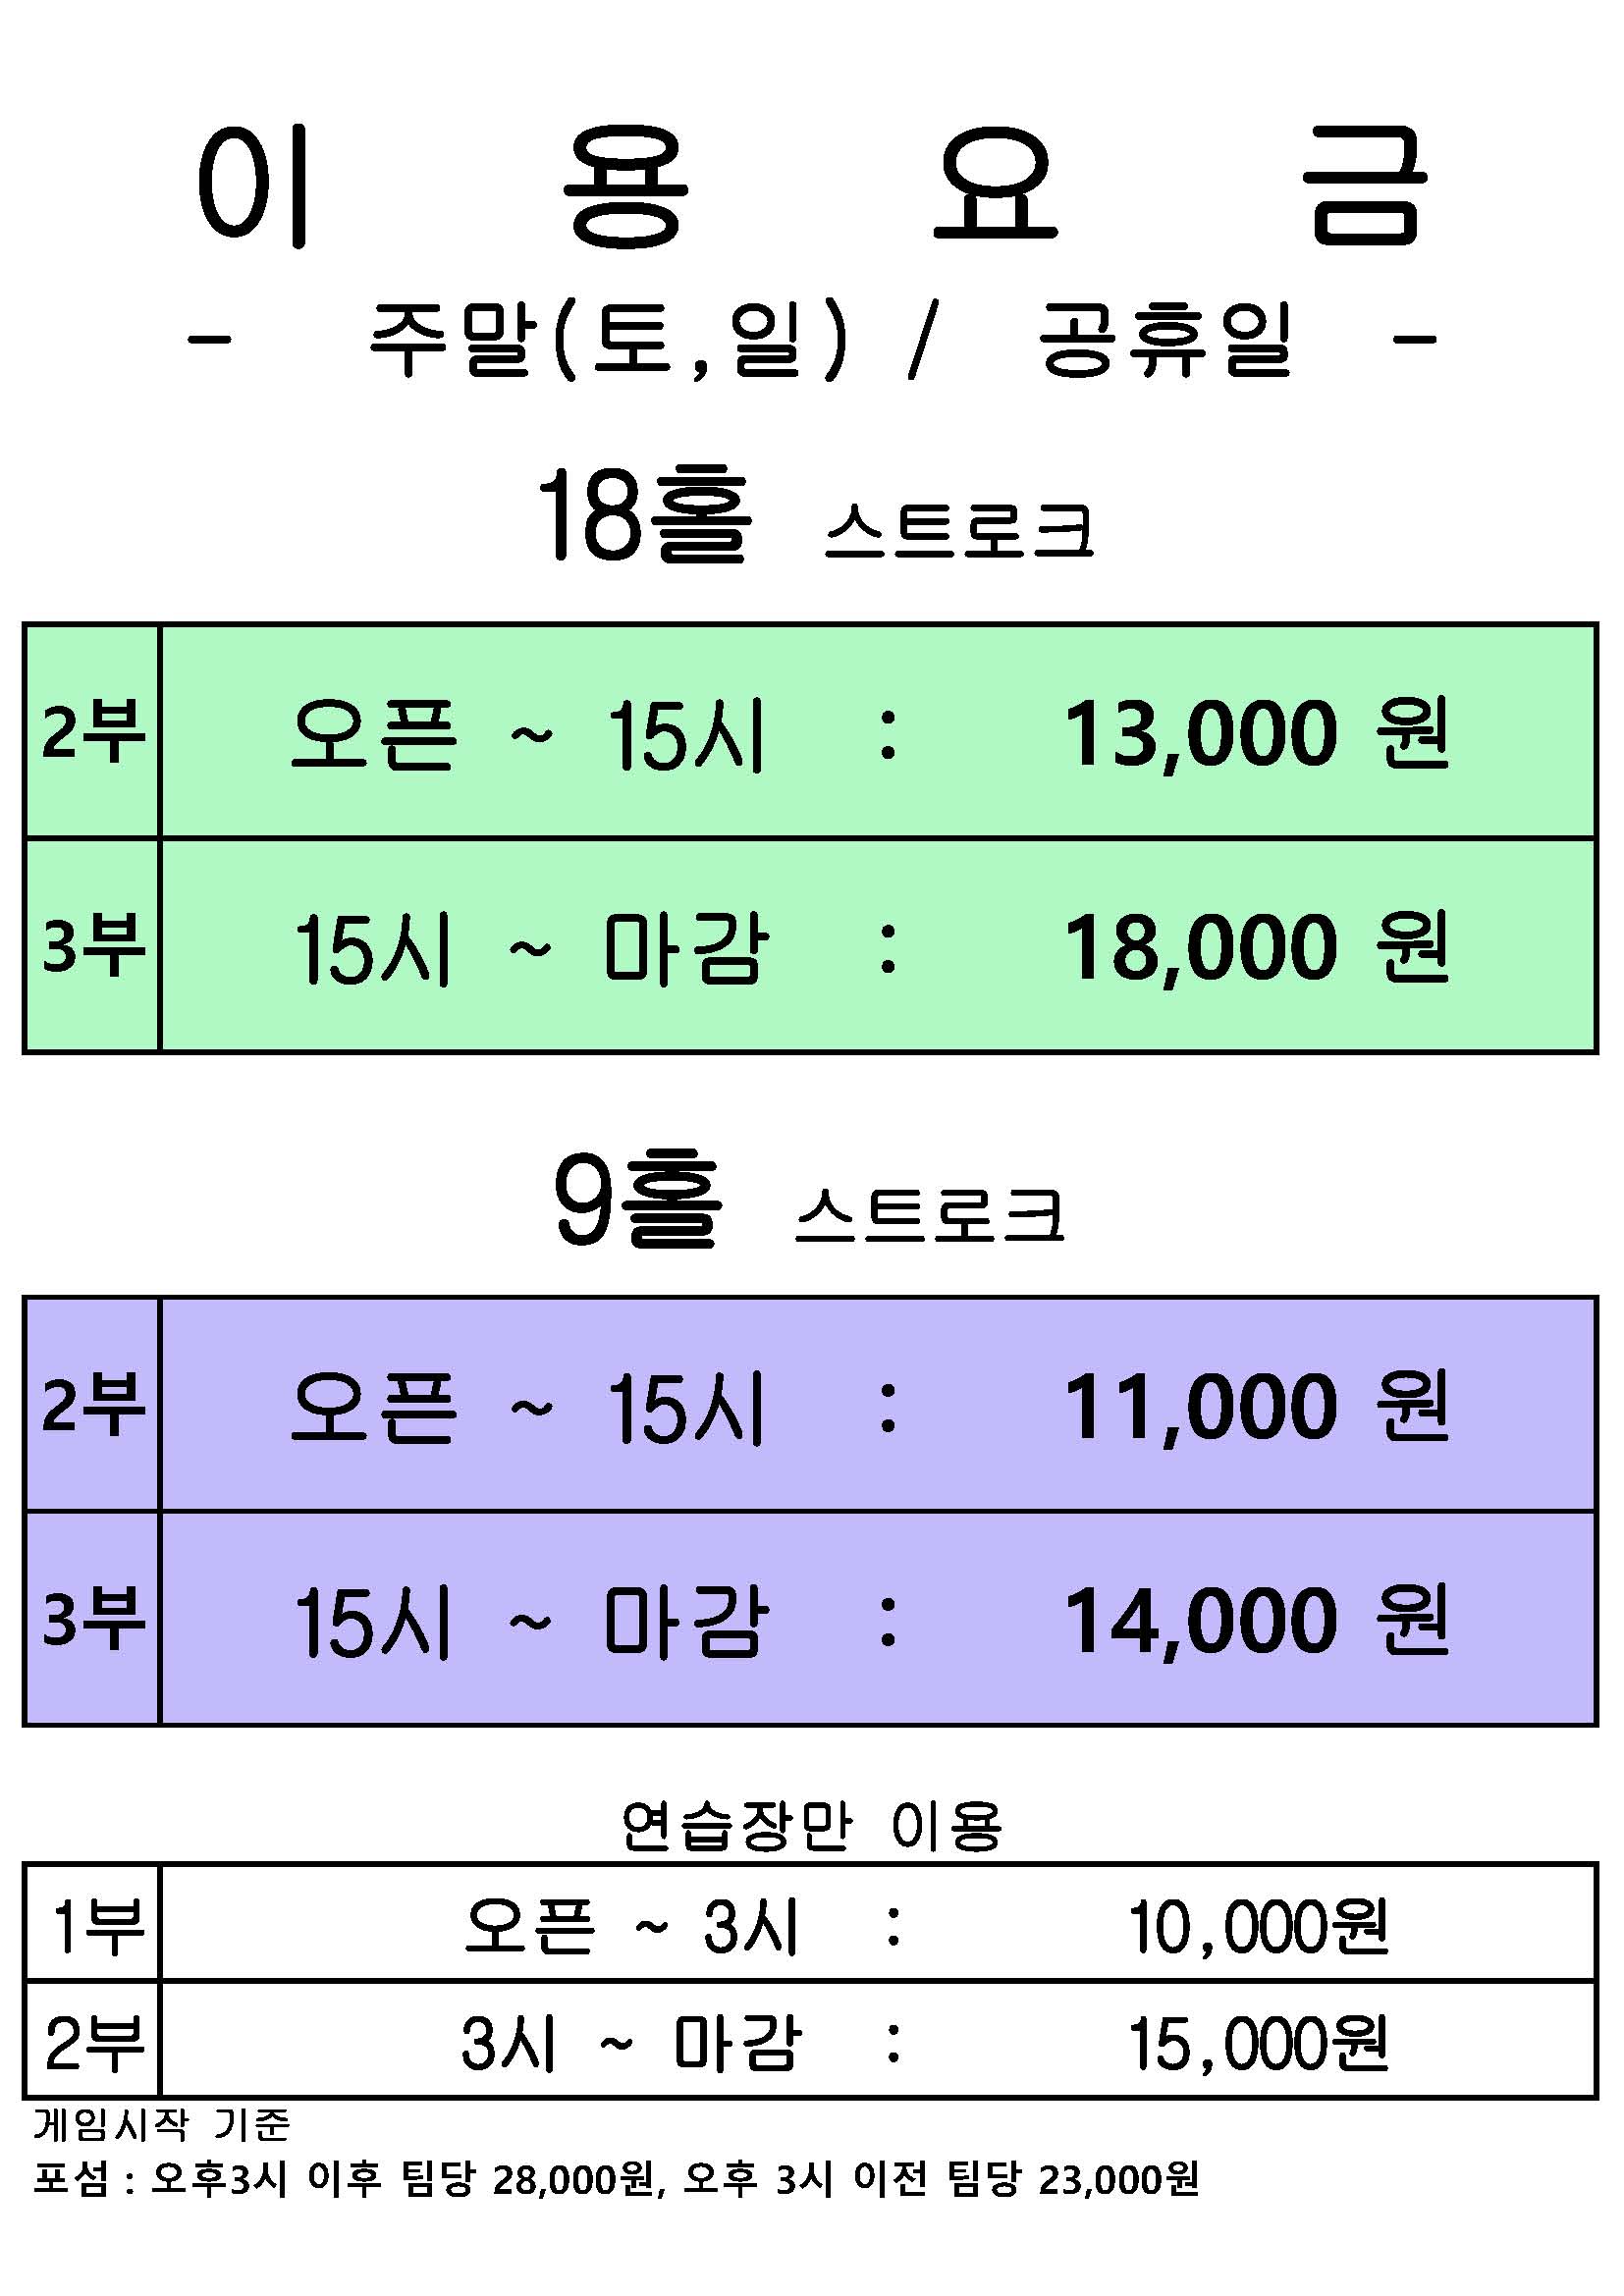 이 용 요 금
- 주말(토,일) / 공휴일 -
18홀 스트로크
2부 오픈 ~ 15시 : 13,000 원
3부 15시 ~ 마감 : 18,000 원
9홀 스트로크
2부 오픈 ~ 15시 : 11,000 원
3부 15시 ~ 마감 : 14,000 원
연습장만 이용
1부 오픈 ~ 3시 : 10,000원
2부 3시 ~ 마감 : 15,000원
게임시작 기준
포섬 : 오후3시 이후 팀당 28,000원, 오후 3시 이전 팀당 23,000원